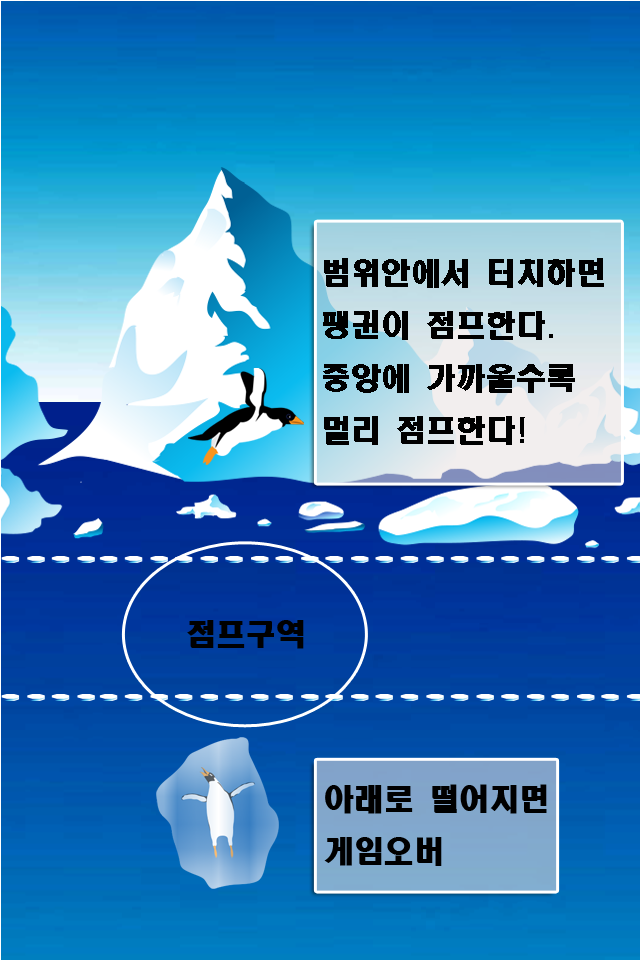 범위안에서 터치하면
팽귄이 점프한다.
중앙에 가까울수록
멀리 점프한다!
점프구역
아래로 떨어지면
게임오버